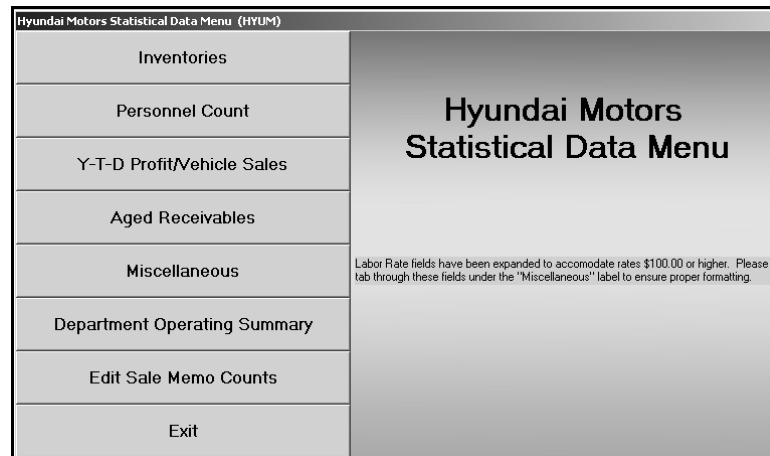 Hyundai Motors Statistical Data Menu (HYUM)
Inventories
Personnel Count
Y-T-D Profit/Vehicle Sales
Aged Receivables
Miscellaneous
Department Operating Summary
Edit Sale Memo Counts
Exit
Hyundai Motors
Statistical Data Menu
Labor Rate fields have been expanded to accomodate rates $100.00 or higher. Please
tab through these fields under the "Miscellaneous" label to ensure proper formatting.